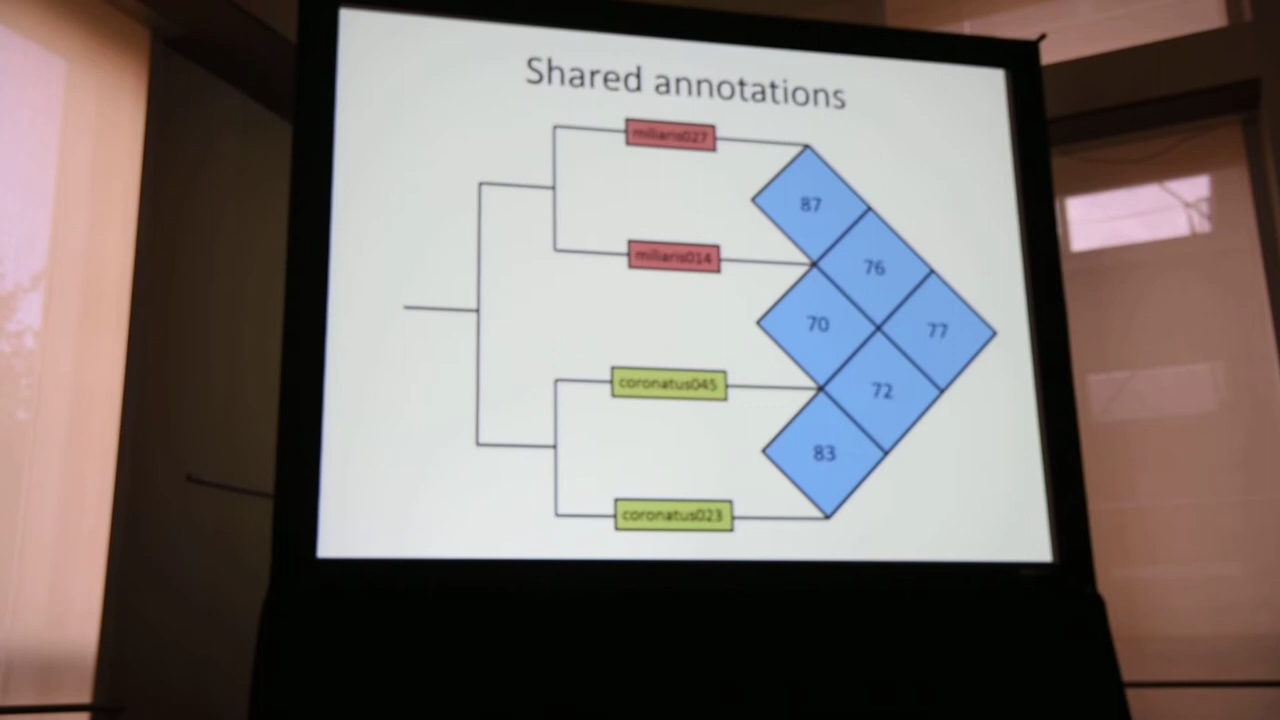 Shared annotations
miliaris027
87
miliaris014
76
70
77
coronatus045
72
83
coronatus023